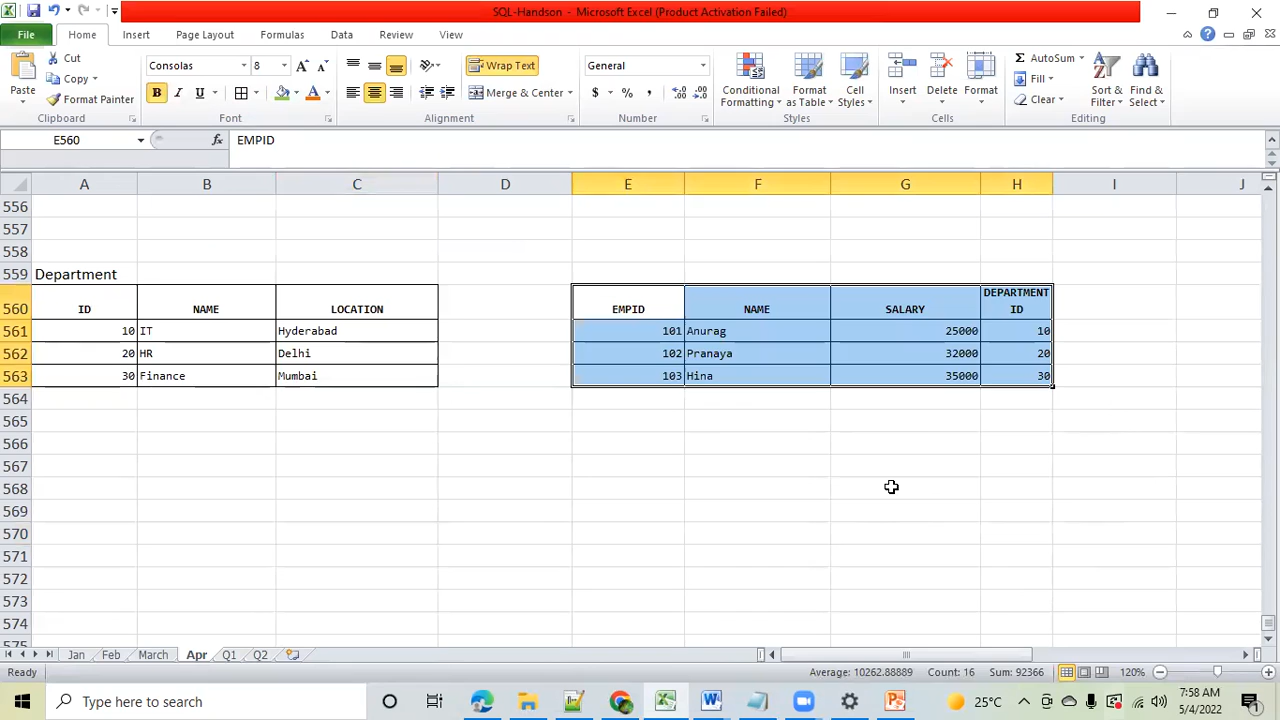 SQL-Handson - Microsoft Excel (Product Activation Failed)
File Home Insert Page Layout Formulas Data Review View
Paste Cut Copy Format Painter
Clipboard
Consolas 8
B I U
Font
Wrap Text
Merge & Center
Alignment
General
$ % ,
Number
Conditional Formatting Format as Table Cell Styles
Styles
Insert Delete Format
Cells
Σ AutoSum
Fill
Clear
Sort & Filter Find & Select
Editing
E560 fx EMPID
A B C D E F G H I J
556
557
558
559 Department
560 ID NAME LOCATION EMPID NAME SALARY DEPARTMENT ID
561 10 IT Hyderabad 101 Anurag 25000 10
562 20 HR Delhi 102 Pranaya 32000 20
563 30 Finance Mumbai 103 Hina 35000 30
564
565
566
567
568
569
570
571
572
573
574
575
Jan Feb March Apr Q1 Q2
Ready Average: 10262.88889 Count: 16 Sum: 92366 120%
Type here to search 25°C 7:58 AM
5/4/2022